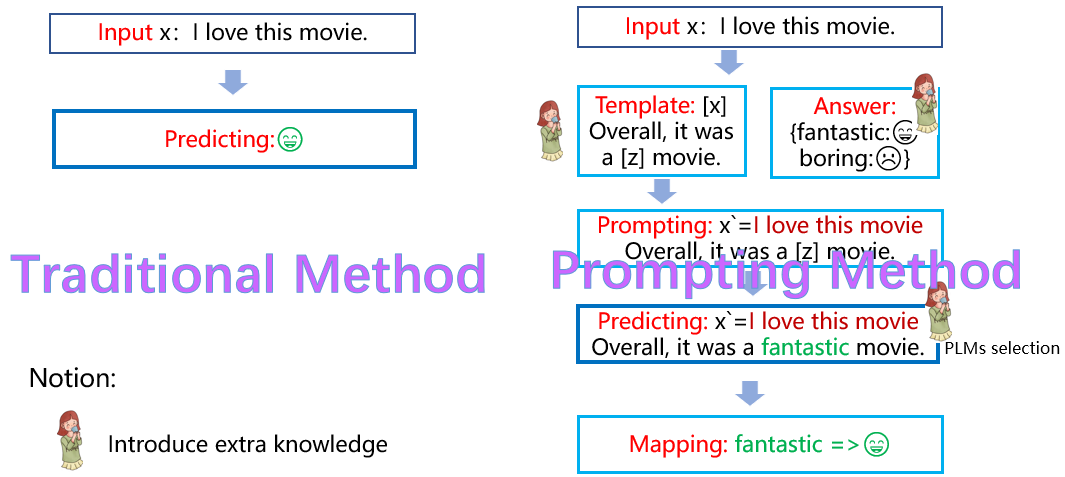 Input x: I love this movie.
Predicting:😄
Traditional Method
Notion:
Introduce extra knowledge
Input x: I love this movie.
Template: [x]
Overall, it was
a [z] movie.
Answer:
{fantastic:😄
boring:☹}
Prompting: x`=I love this movie
Overall, it was a [z] movie.
Prompting Method
Predicting: x`=I love this movie
Overall, it was a fantastic movie.
PLMs selection
Mapping: fantastic =>😄